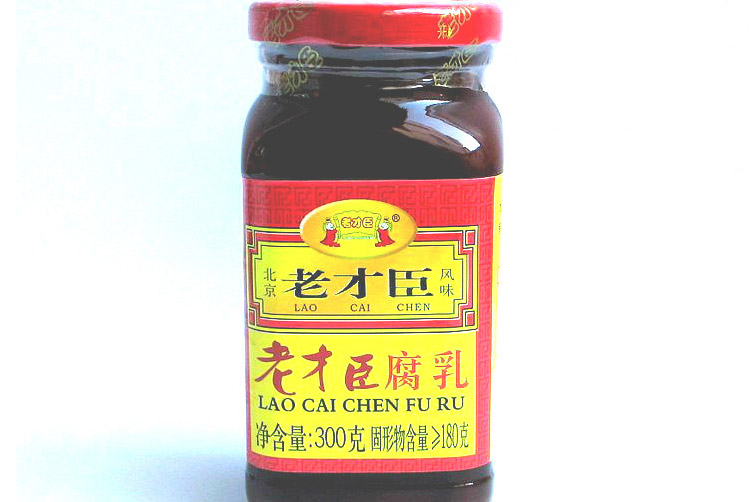 老才臣®
北京 老才臣 风味
LAO CAI CHEN
老才臣腐乳
LAO CAI CHEN FU RU
净含量:300克 固形物含量≥180克